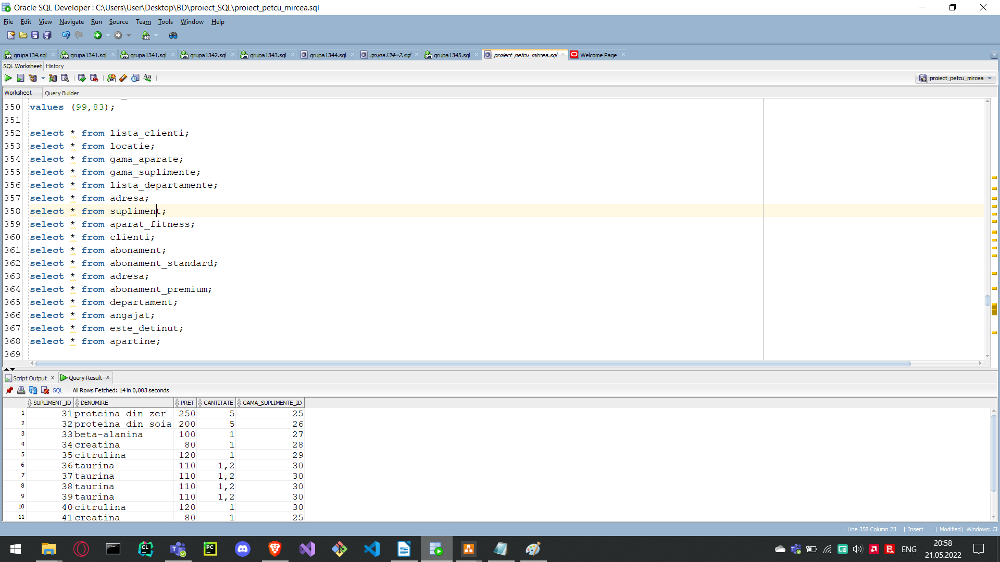 Oracle SQL Developer : C:\Users\User\Desktop\BD\proiect_SQL\proiect_petcu_mircea.sql
File Edit View Navigate Run Source Team Tools Window Help
grupa134.sql grupa1341.sql grupa1341.sql grupa1342.sql grupa1343.sql grupa1344.sql grupa134~2.sql grupa1345.sql proiect_petcu_mircea.sql Welcome Page
SQL Worksheet History
proiect_petcu_mircea
Worksheet Query Builder
350 values (99,83);
351
352 select * from lista_clienti;
353 select * from locatie;
354 select * from gama_aparate;
355 select * from gama_suplimente;
356 select * from lista_departamente;
357 select * from adresa;
358 select * from supliment;
359 select * from aparat_fitness;
360 select * from clienti;
361 select * from abonament;
362 select * from abonament_standard;
363 select * from adresa;
364 select * from abonament_premium;
365 select * from departament;
366 select * from angajat;
367 select * from este_detinut;
368 select * from apartine;
369
Script Output Query Result
SQL All Rows Fetched: 14 in 0,003 seconds
SUPLIMENT_ID DENUMIRE PRET CANTITATE GAMA_SUPLIMENTE_ID
1 31 proteina din zer 250 5 25
2 32 proteina din soia 200 5 26
3 33 beta-alanina 100 1 27
4 34 creatina 80 1 28
5 35 citrulina 120 1 29
6 36 taurina 110 1,2 30
7 37 taurina 110 1,2 30
8 38 taurina 110 1,2 30
9 39 taurina 110 1,2 30
10 40 citrulina 120 1 30
11 41 creatina 80 1 25
Line 358 Column 23 Insert Modified Windows: CF
ENG
20:58
21.05.2022